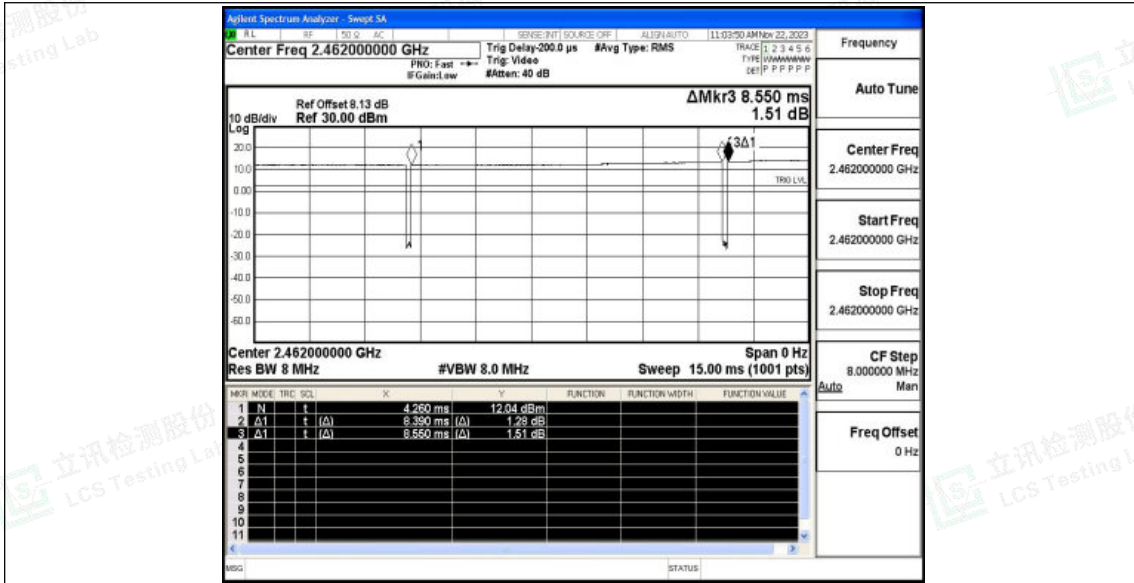 Agilent Spectrum Analyzer - Swept SA
RL RF 50 Ω AC SENSE:INT SOURCE OFF ALIGN AUTO 11:03:50 AM Nov 22, 2023
Center Freq 2.462000000 GHz
Trig Delay-200.0 µs #Avg Type: RMS
TRACE 1 2 3 4 5 6
PNO: Fast Trig: Video
TYPE WWWWWW
IFGain:Low #Atten: 40 dB
DET P P P P P P
Frequency
Auto Tune
Ref Offset 8.13 dB
ΔMkr3 8.550 ms
10 dB/div Ref 30.00 dBm
1.51 dB
Log
20.0
10.0
0.00
-10.0
-20.0
-30.0
-40.0
-50.0
-60.0
1
3Δ1
TRIG LVL
Center 2.462000000 GHz Span 0 Hz
Res BW 8 MHz #VBW 8.0 MHz Sweep 15.00 ms (1001 pts)
MKR MODE TRC SCL X Y FUNCTION FUNCTION WIDTH FUNCTION VALUE
1 N t 4.260 ms 12.04 dBm
2 Δ1 t (Δ) 8.390 ms (Δ) 1.28 dB
3 Δ1 t (Δ) 8.550 ms (Δ) 1.51 dB
4
5
6
7
8
9
10
11
MSG STATUS
Center Freq
2.462000000 GHz
Start Freq
2.462000000 GHz
Stop Freq
2.462000000 GHz
CF Step
8.000000 MHz
Auto Man
Freq Offset
0 Hz
立讯检测股份
LCS Testing Lab
立讯检测股份
LCS Testing L